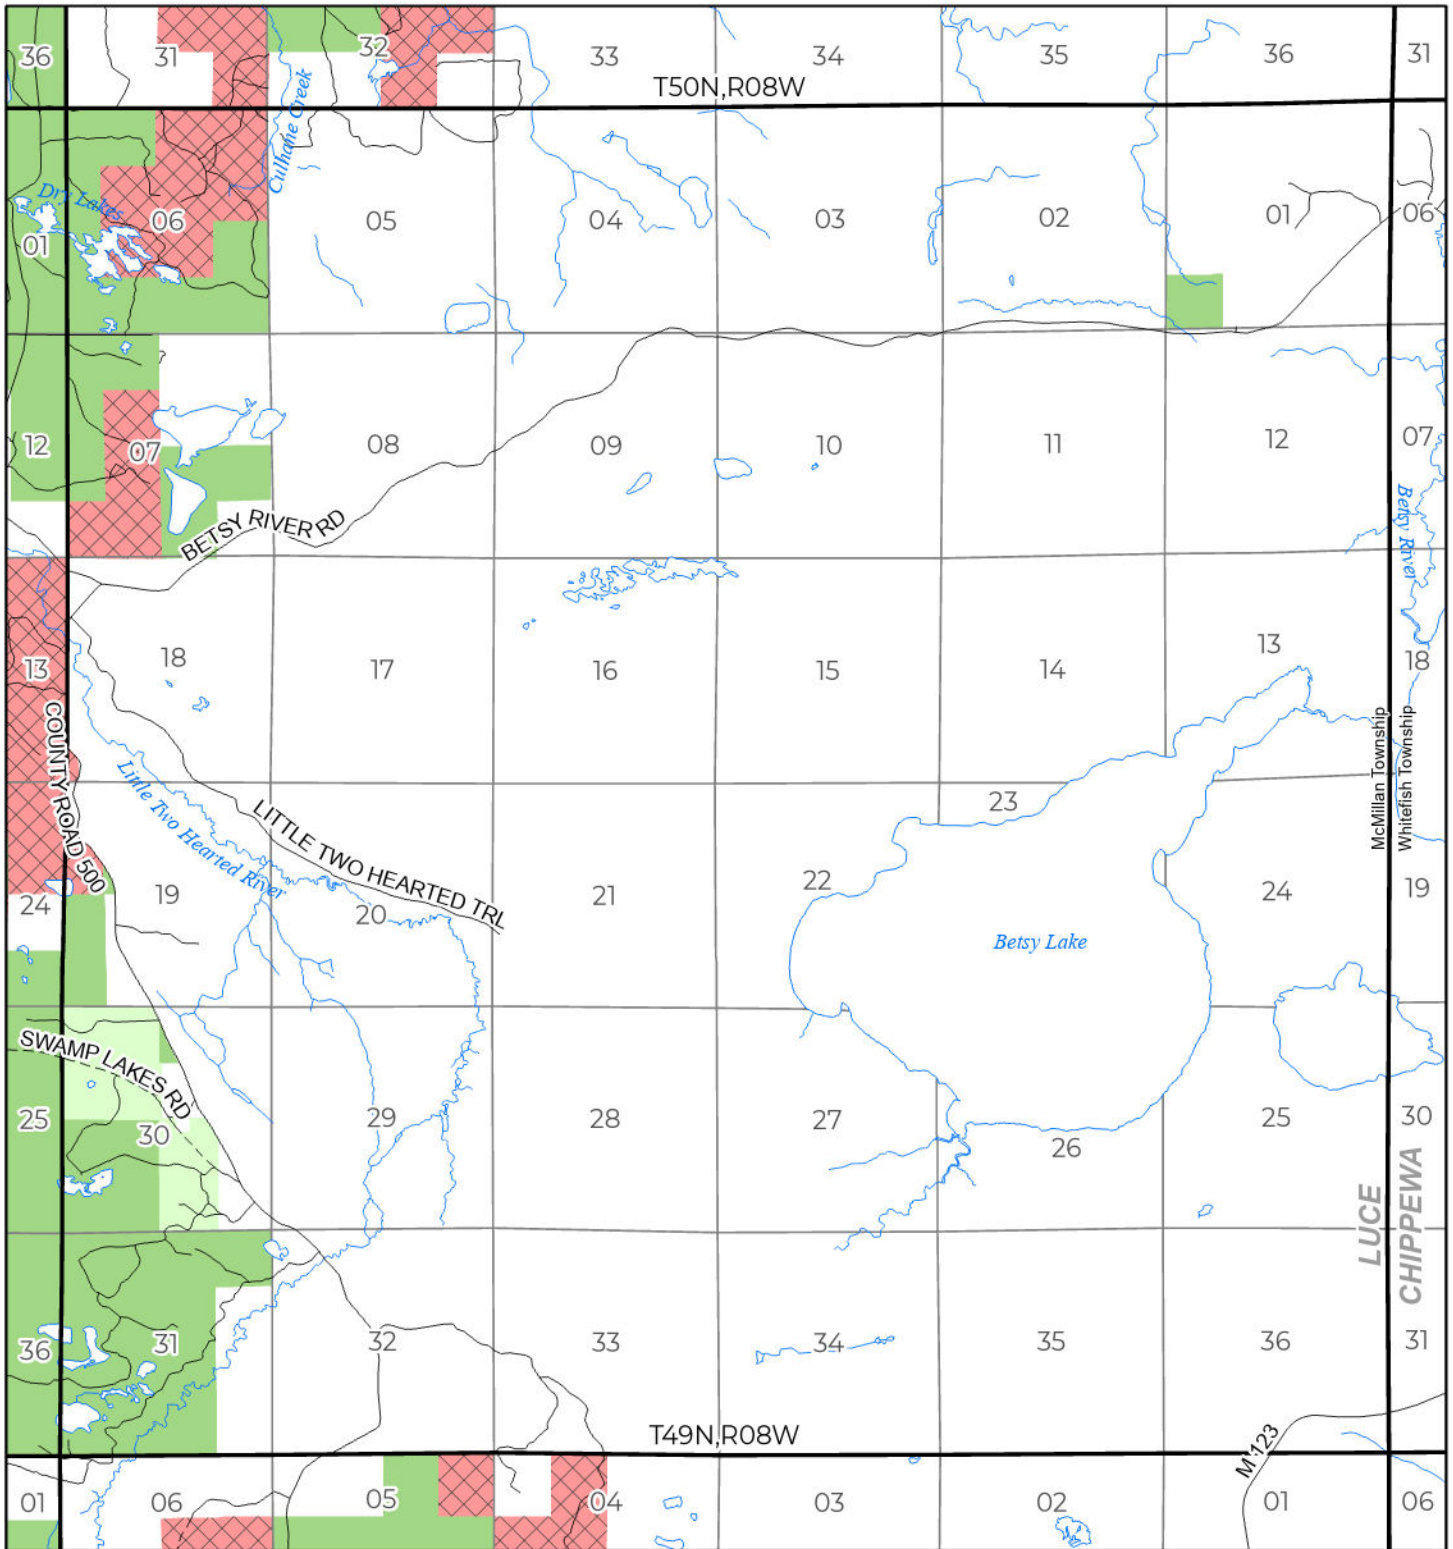 36 31 32 33 34 35 36 31
T50N,R08W
Culhane Creek
Dry Lakes
01 06 05 04 03 02 01 06
12 07 08 09 10 11 12 07
BETSY RIVER RD
Betsy River
13 18 17 16 15 14 13 18
COUNTY ROAD 500
McMillan Township
Whitefish Township
Little Two Hearted River
LITTLE TWO HEARTED TRL
24 19 20 21 22 23 24 19
Betsy Lake
SWAMP LAKES RD
25 30 29 28 27 26 25 30
LUCE
CHIPPEWA
36 31 32 33 34 35 36 31
T49N,R08W
M 123
01 06 05 04 03 02 01 06